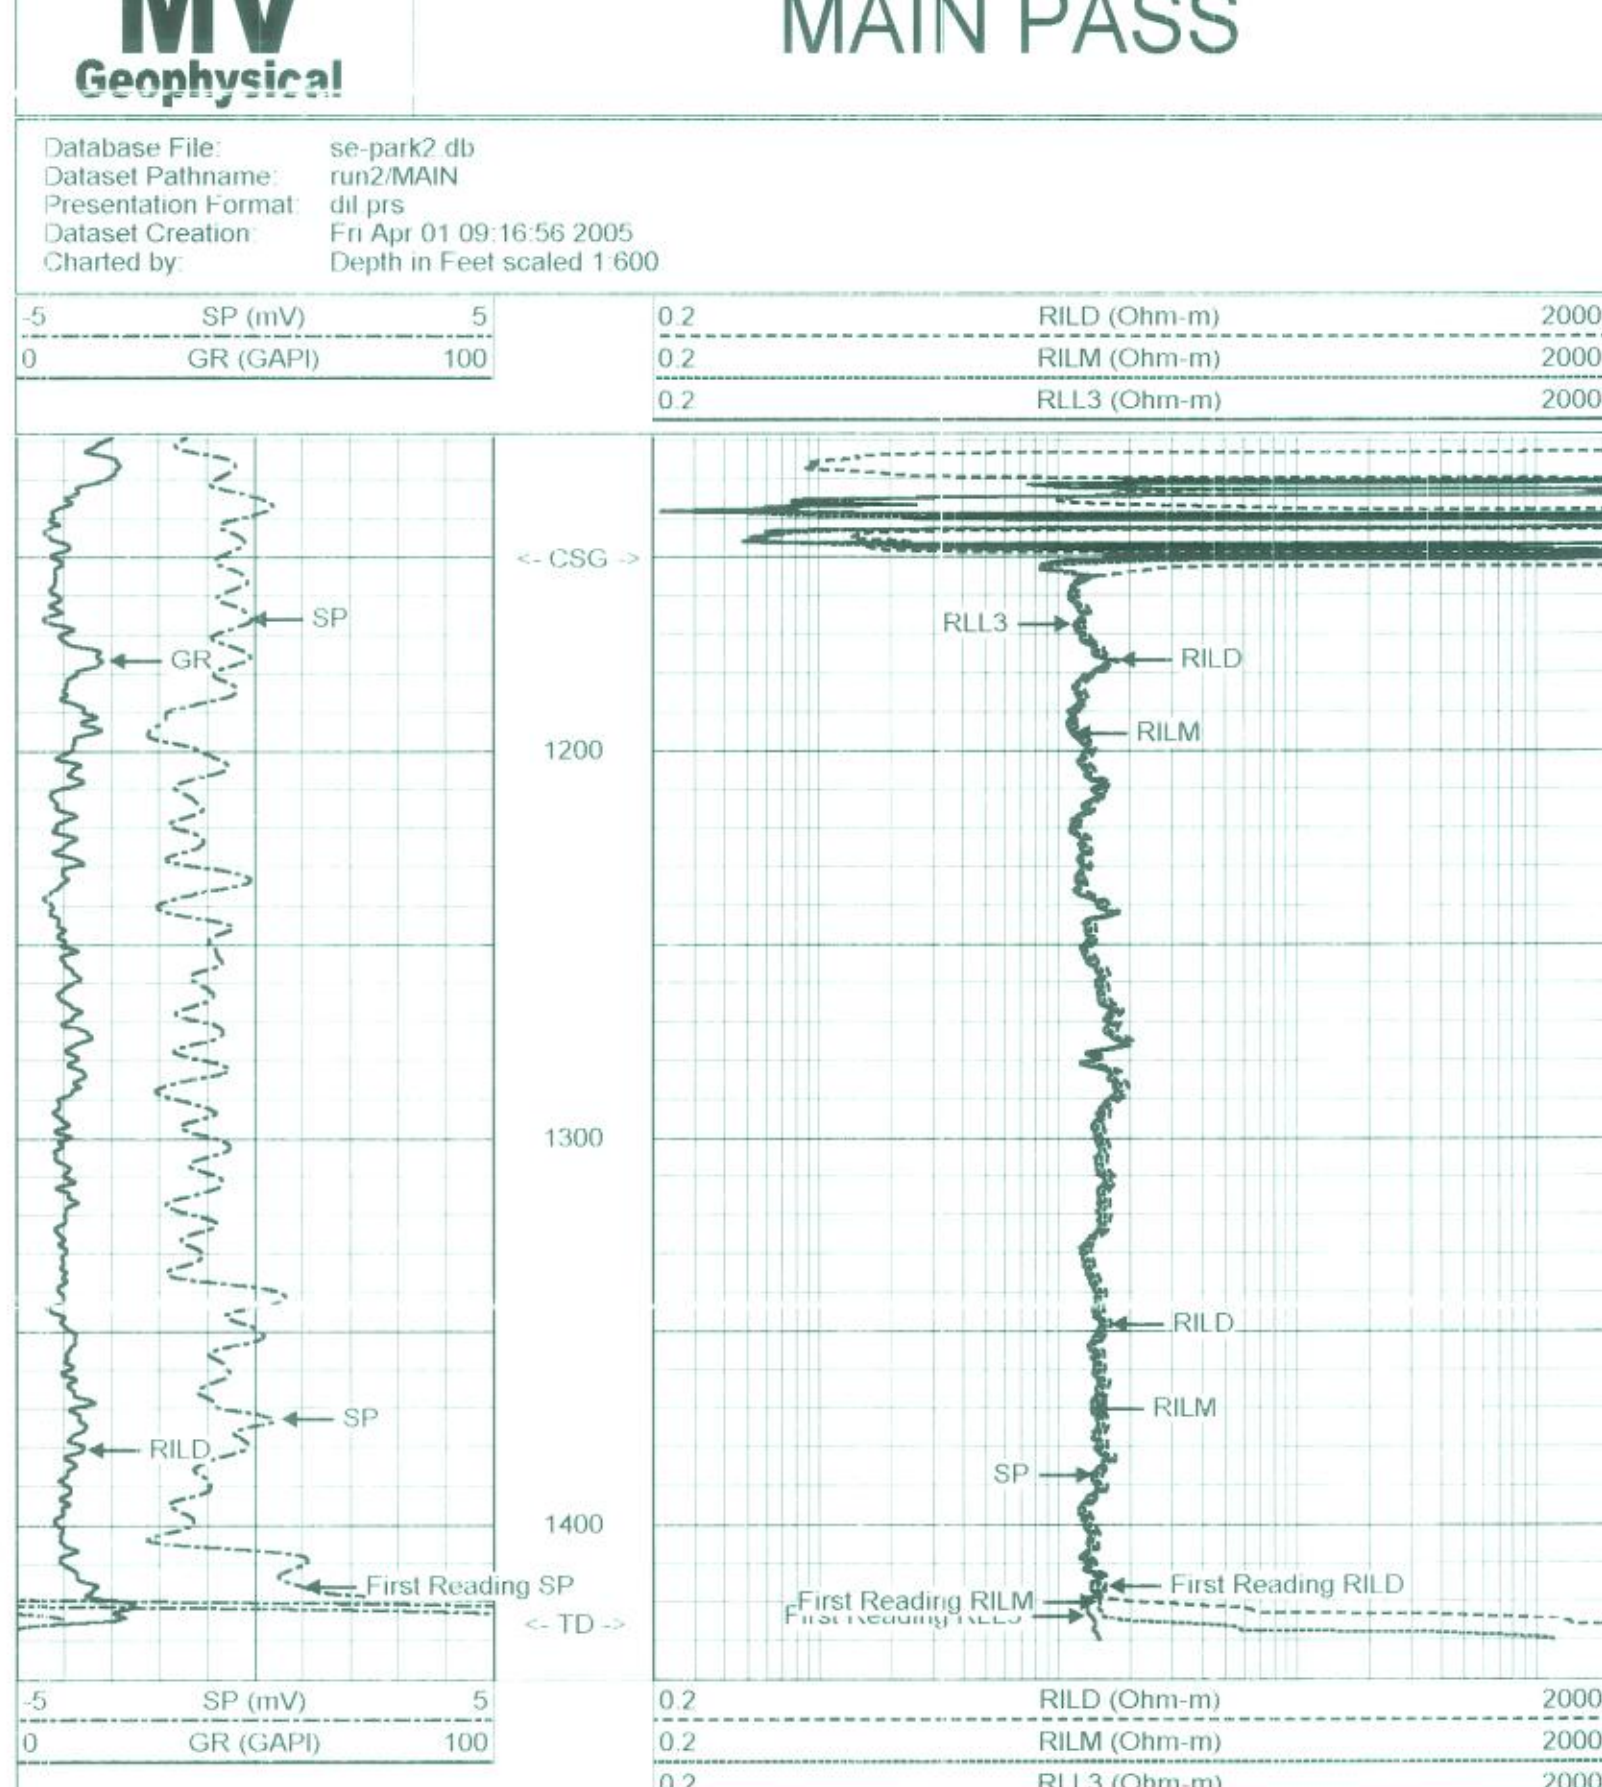 MV
Geophysical
MAIN PASS
Database File: se-park2.db
Dataset Pathname: run2/MAIN
Presentation Format: dil.prs
Dataset Creation: Fri Apr 01 09:16:56 2005
Charted by: Depth in Feet scaled 1:600
-5 SP (mV) 5 0.2 RILD (Ohm-m) 2000
0 GR (GAPI) 100 0.2 RILM (Ohm-m) 2000
0.2 RLL3 (Ohm-m) 2000
<- CSG ->
SP
RLL3
GR
RILD
RILM
1200
1300
RILD
RILM
SP
RILD
SP
1400
First Reading SP
First Reading RILD
First Reading RILM
First Reading RLL3
<- TD ->
-5 SP (mV) 5 0.2 RILD (Ohm-m) 2000
0 GR (GAPI) 100 0.2 RILM (Ohm-m) 2000
0.2 RLL3 (Ohm-m) 2000